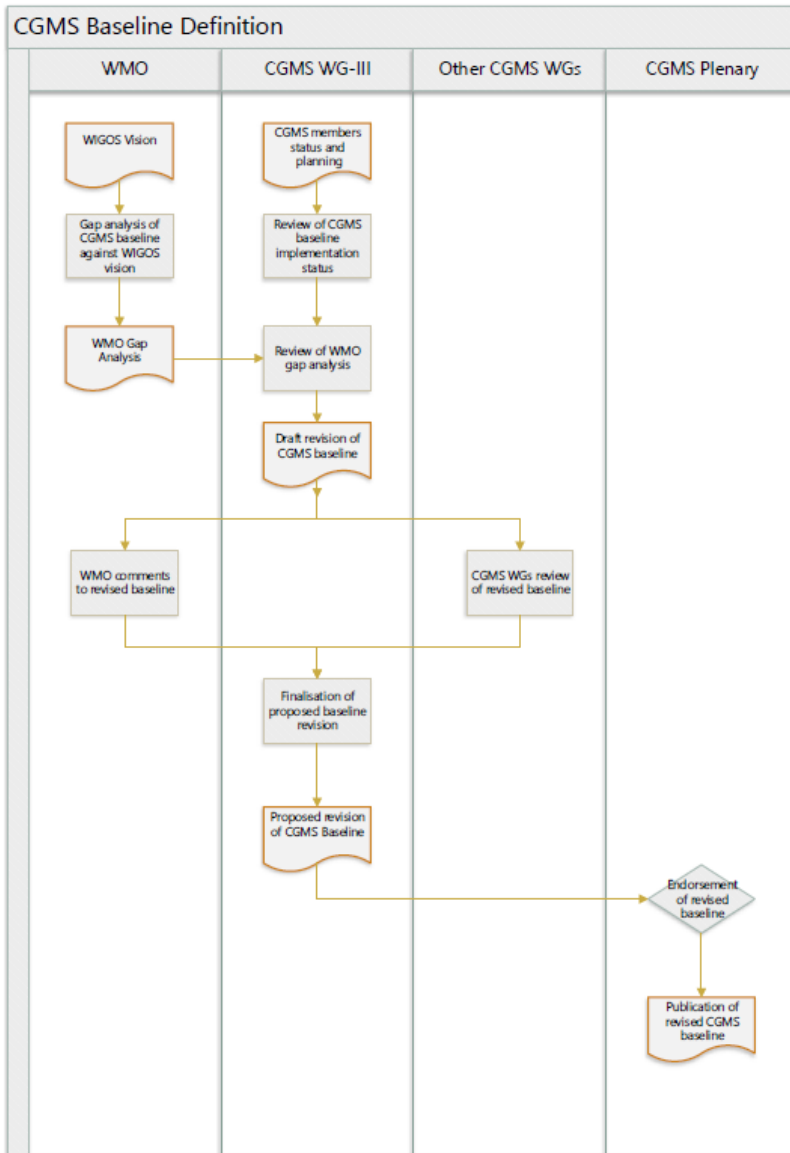 CGMS Baseline Definition
WMO
CGMS WG-III
Other CGMS WGs
CGMS Plenary
WIGOS Vision
CGMS members
status and
planning
Gap analysis of
CGMS baseline
against WIGOS
vision
Review of CGMS
baseline
implementation
status
WMO Gap
Analysis
Review of WMO
gap analysis
Draft revision of
CGMS baseline
WMO comments
to revised baseline
CGMS WGs review
of revised baseline
Finalisation of
proposed baseline
revision
Proposed revision
of CGMS Baseline
Endorsement
of revised
baseline
Publication of
revised CGMS
baseline